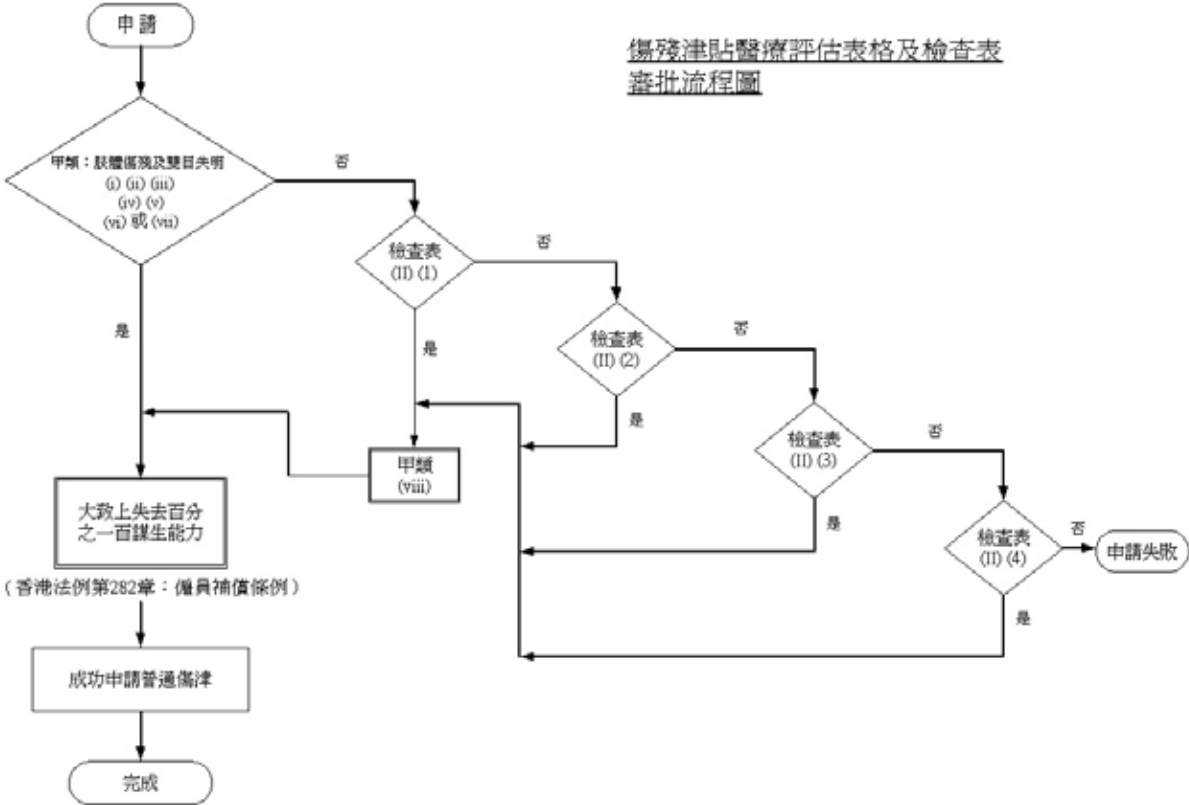 申請
傷殘津貼醫療評估表格及檢查表
審批流程圖
甲類：肢體傷殘及雙目失明
(i) (ii) (iii)
(iv) (v)
(vi) 或 (vii)
否
檢查表
(II) (1)
否
是
是
檢查表
(II) (2)
否
是
檢查表
(II) (3)
否
是
甲類
(viii)
大致上失去百分
之一百謀生能力
檢查表
(II) (4)
否
申請失敗
是
（香港法例第282章：僱員補償條例）
成功申請普通傷津
完成